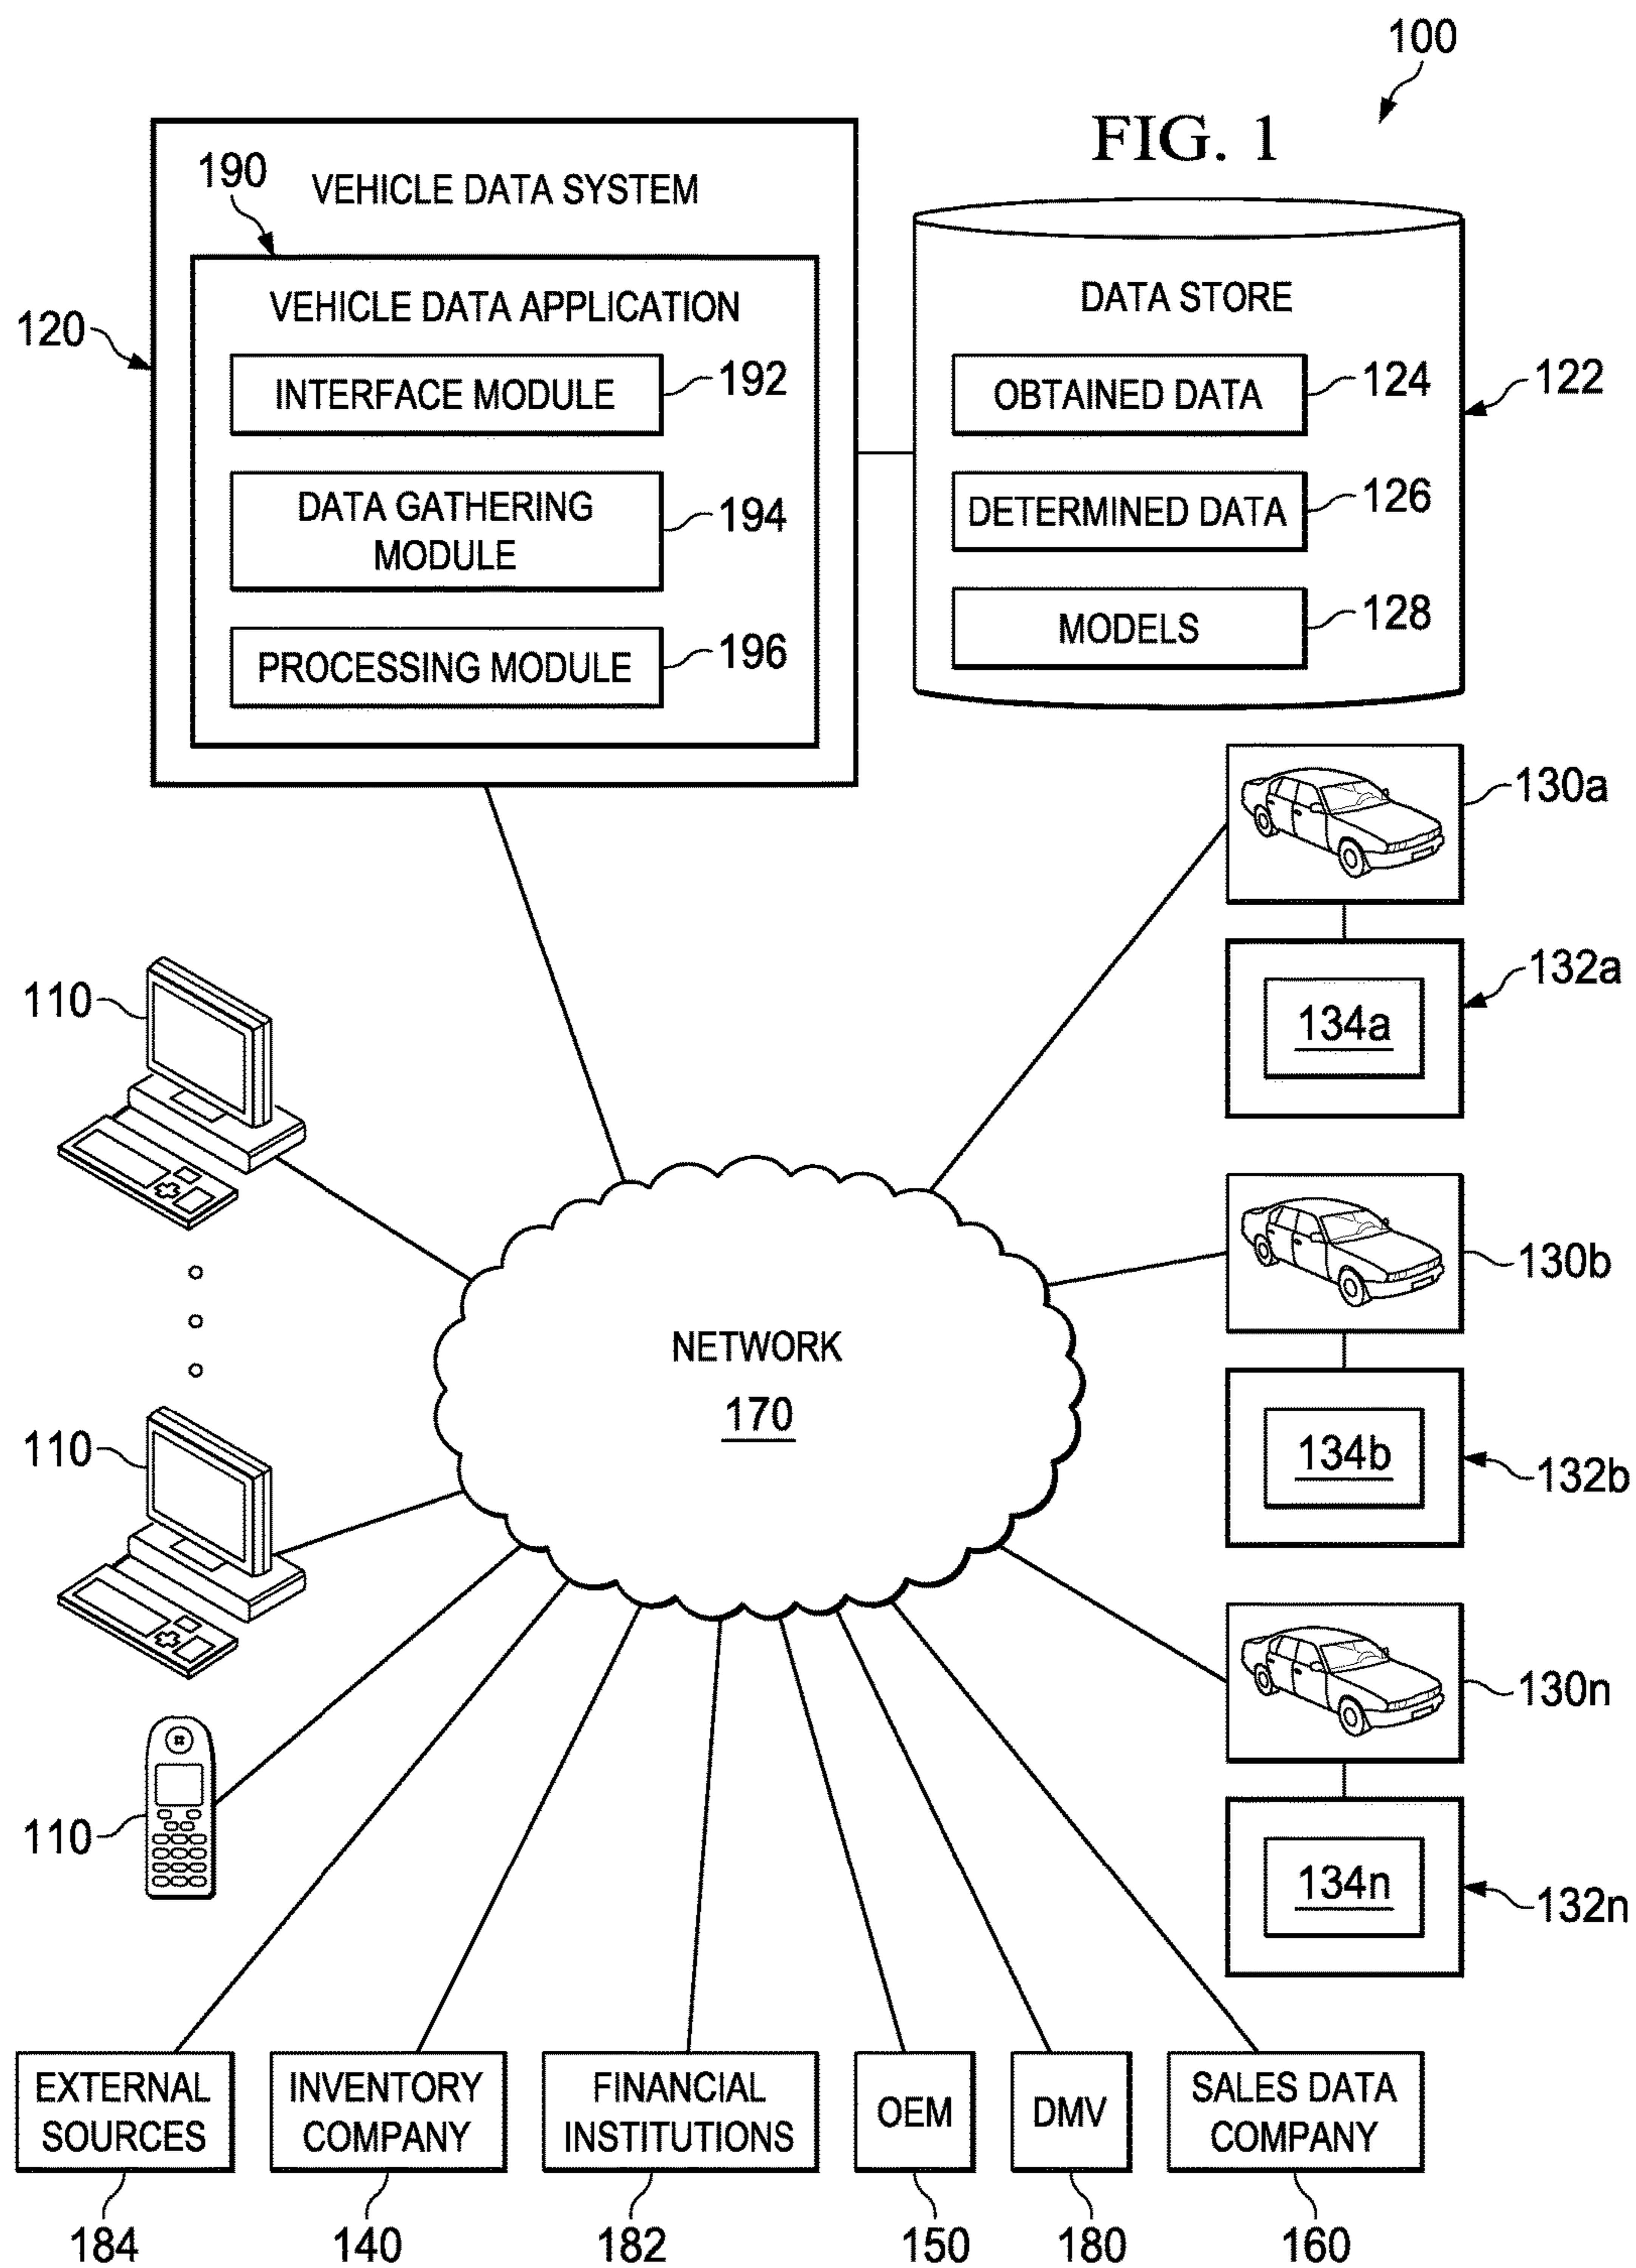 100
FIG. 1
190
VEHICLE DATA SYSTEM
VEHICLE DATA APPLICATION
120
INTERFACE MODULE
192
DATA GATHERING
MODULE
194
PROCESSING MODULE
196
DATA STORE
OBTAINED DATA
124
122
DETERMINED DATA
126
MODELS
128
130a
132a
134a
110
130b
134b
132b
NETWORK
170
110
130n
134n
132n
110
EXTERNAL
SOURCES
INVENTORY
COMPANY
FINANCIAL
INSTITUTIONS
OEM
DMV
SALES DATA
COMPANY
184
140
182
150
180
160